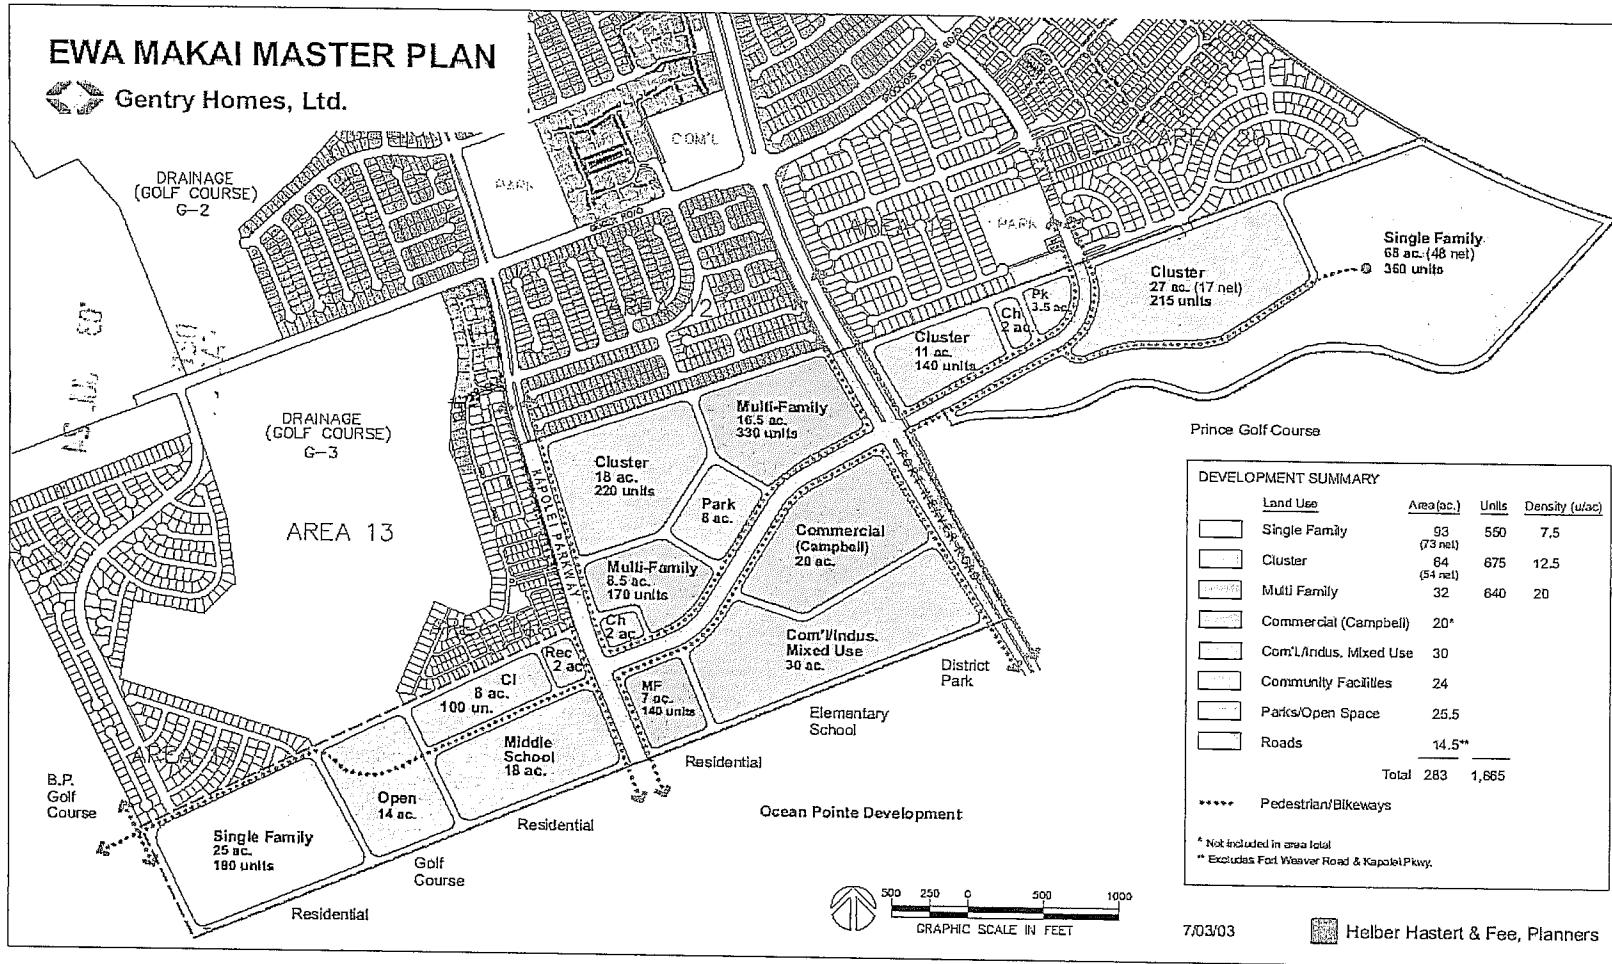 EWA MAKAI MASTER PLAN
Gentry Homes, Ltd.
DRAINAGE
(GOLF COURSE)
G-2
PARK
COM'L
PARK
Single Family
68 ac. (48 net)
360 units
Cluster
27 ac. (17 net)
215 units
Pk
3.5 ac.
Ch
2 ac.
Cluster
11 ac.
140 units
DRAINAGE
(GOLF COURSE)
G-3
AREA 13
Multi-Family
16.5 ac.
330 units
Cluster
18 ac.
220 units
Park
8 ac.
KAPOLEI PARKWAY
Commercial
(Campbell)
20 ac.
Multi-Family
8.5 ac.
170 units
Ch
2 ac.
Com'l/Indus.
Mixed Use
30 ac.
Rec
2 ac.
Cl
8 ac.
100 un.
MF
7 ac.
140 units
Middle
School
18 ac.
Open
14 ac.
Single Family
25 ac.
190 units
B.P.
Golf
Course
Residential
Golf
Course
Residential
Residential
Elementary
School
District
Park
Ocean Pointe Development
Prince Golf Course
DEVELOPMENT SUMMARY
Land Use Area(ac.) Units Density (u/ac)
Single Family 93 550 7.5
(73 net)
Cluster 64 675 12.5
(54 net)
Multi Family 32 640 20
Commercial (Campbell) 20*
Com'l./Indus. Mixed Use 30
Community Facilities 24
Parks/Open Space 25.5
Roads 14.5**
Total 283 1,865
Pedestrian/Bikeways
* Not included in area total
** Excludes Fort Weaver Road & Kapolei Pkwy.
500 250 0 500 1000
GRAPHIC SCALE IN FEET
7/03/03
Helber Hastert & Fee, Planners